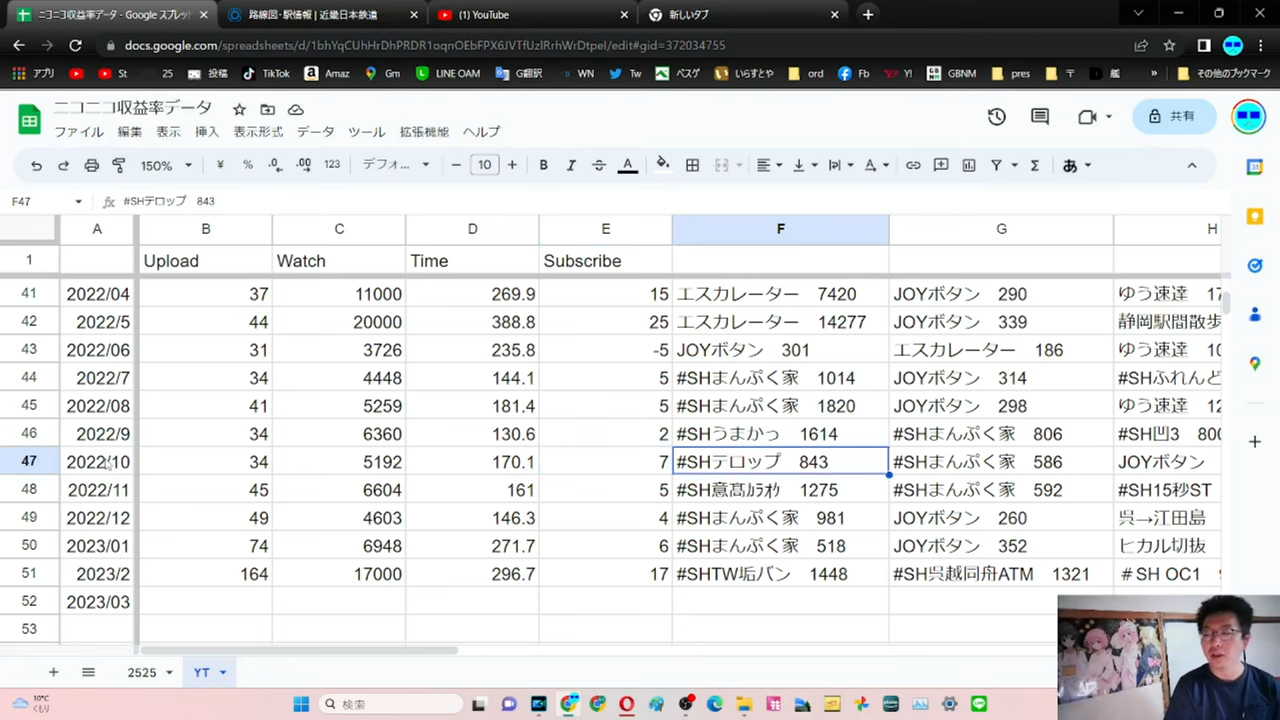 ニコニコ収益率データ - Google スプレッ
路線図・駅情報 | 近畿日本鉄道
(1) YouTube
新しいタブ
docs.google.com/spreadsheets/d/1bhYqCUhHrDhPRDR1oqnOEbFPX6JVTfUzIRrhWrDtpeI/edit#gid=372034755
アプリ St 25 投稿 TikTok Amaz Gm LINE OAM G翻訳 WN Tw ベスゲ いらすとや ord Fb Y! GBNM pres 〒 艦 » その他のブックマーク
ニコニコ収益率データ
ファイル 編集 表示 挿入 表示形式 データ ツール 拡張機能 ヘルプ
共有
150% ¥ % .0 .00 123 デフォ... − 10 + B I A Σ あ
F47 fx #SHテロップ 843
A B C D E F G H
1 Upload Watch Time Subscribe
41 2022/04 37 11000 269.9 15 エスカレーター 7420 JOYボタン 290 ゆう速達 17
42 2022/5 44 20000 388.8 25 エスカレーター 14277 JOYボタン 339 静岡駅間散歩
43 2022/06 31 3726 235.8 -5 JOYボタン 301 エスカレーター 186 ゆう速達 10
44 2022/7 34 4448 144.1 5 #SHまんぷく家 1014 JOYボタン 314 #SHふれんど
45 2022/08 41 5259 181.4 5 #SHまんぷく家 1820 JOYボタン 298 ゆう速達 12
46 2022/9 34 6360 130.6 2 #SHうまかっ 1614 #SHまんぷく家 806 #SH凹3 800
47 2022/10 34 5192 170.1 7 #SHテロップ 843 #SHまんぷく家 586 JOYボタン
48 2022/11 45 6604 161 5 #SH意髙ｶﾗｵｹ 1275 #SHまんぷく家 592 #SH15秒ST
49 2022/12 49 4603 146.3 4 #SHまんぷく家 981 JOYボタン 260 呉→江田島
50 2023/01 74 6948 271.7 6 #SHまんぷく家 518 JOYボタン 352 ヒカル切抜
51 2023/2 164 17000 296.7 17 #SHTW垢バン 1448 #SH呉越同舟ATM 1321 ＃SH OC1
52 2023/03
53
+ 2525 YT
10℃
くもり
検索